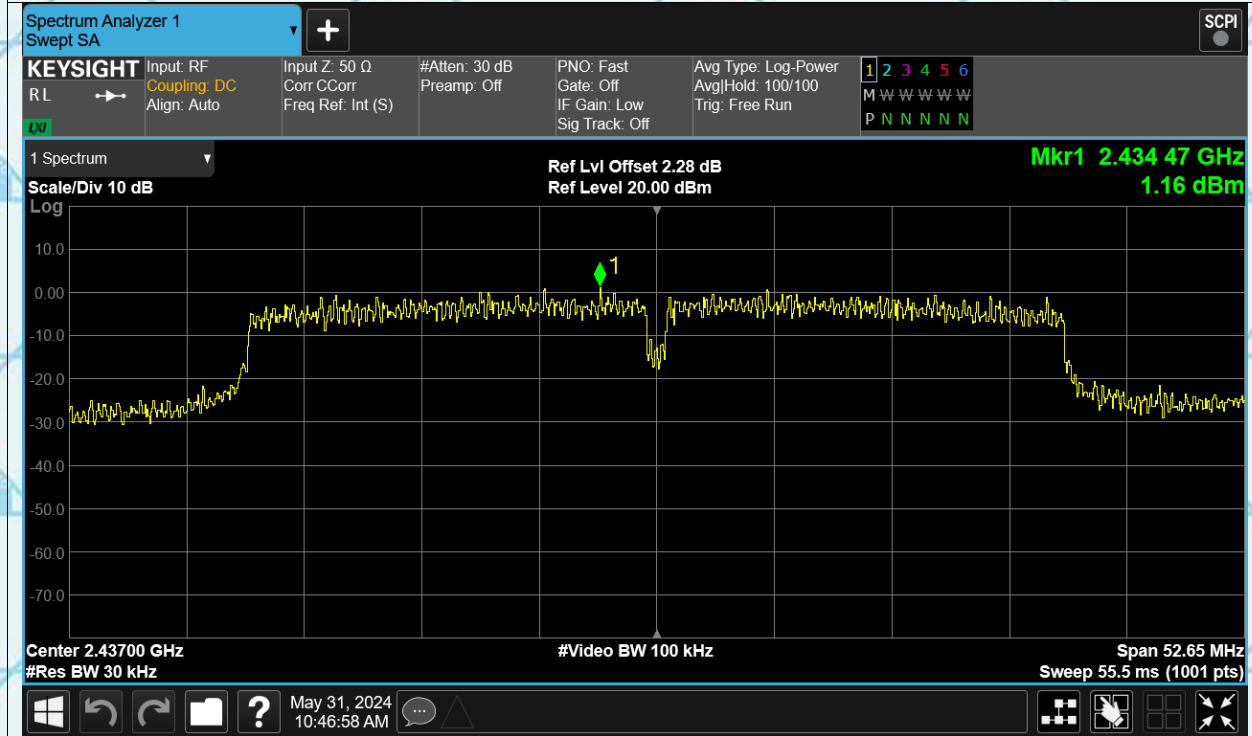 Spectrum Analyzer 1
Swept SA
+
SCPI
KEYSIGHT
R L
LXI
Input: RF
Coupling: DC
Align: Auto
Input Z: 50 Ω
Corr CCorr
Freq Ref: Int (S)
#Atten: 30 dB
Preamp: Off
PNO: Fast
Gate: Off
IF Gain: Low
Sig Track: Off
Avg Type: Log-Power
Avg|Hold: 100/100
Trig: Free Run
1 2 3 4 5 6
M W W W W W
P N N N N N
1 Spectrum
Scale/Div 10 dB
Log
Ref Lvl Offset 2.28 dB
Ref Level 20.00 dBm
Mkr1 2.434 47 GHz
1.16 dBm
1
10.0
0.00
-10.0
-20.0
-30.0
-40.0
-50.0
-60.0
-70.0
Center 2.43700 GHz
#Res BW 30 kHz
#Video BW 100 kHz
Span 52.65 MHz
Sweep 55.5 ms (1001 pts)
?
May 31, 2024
10:46:58 AM